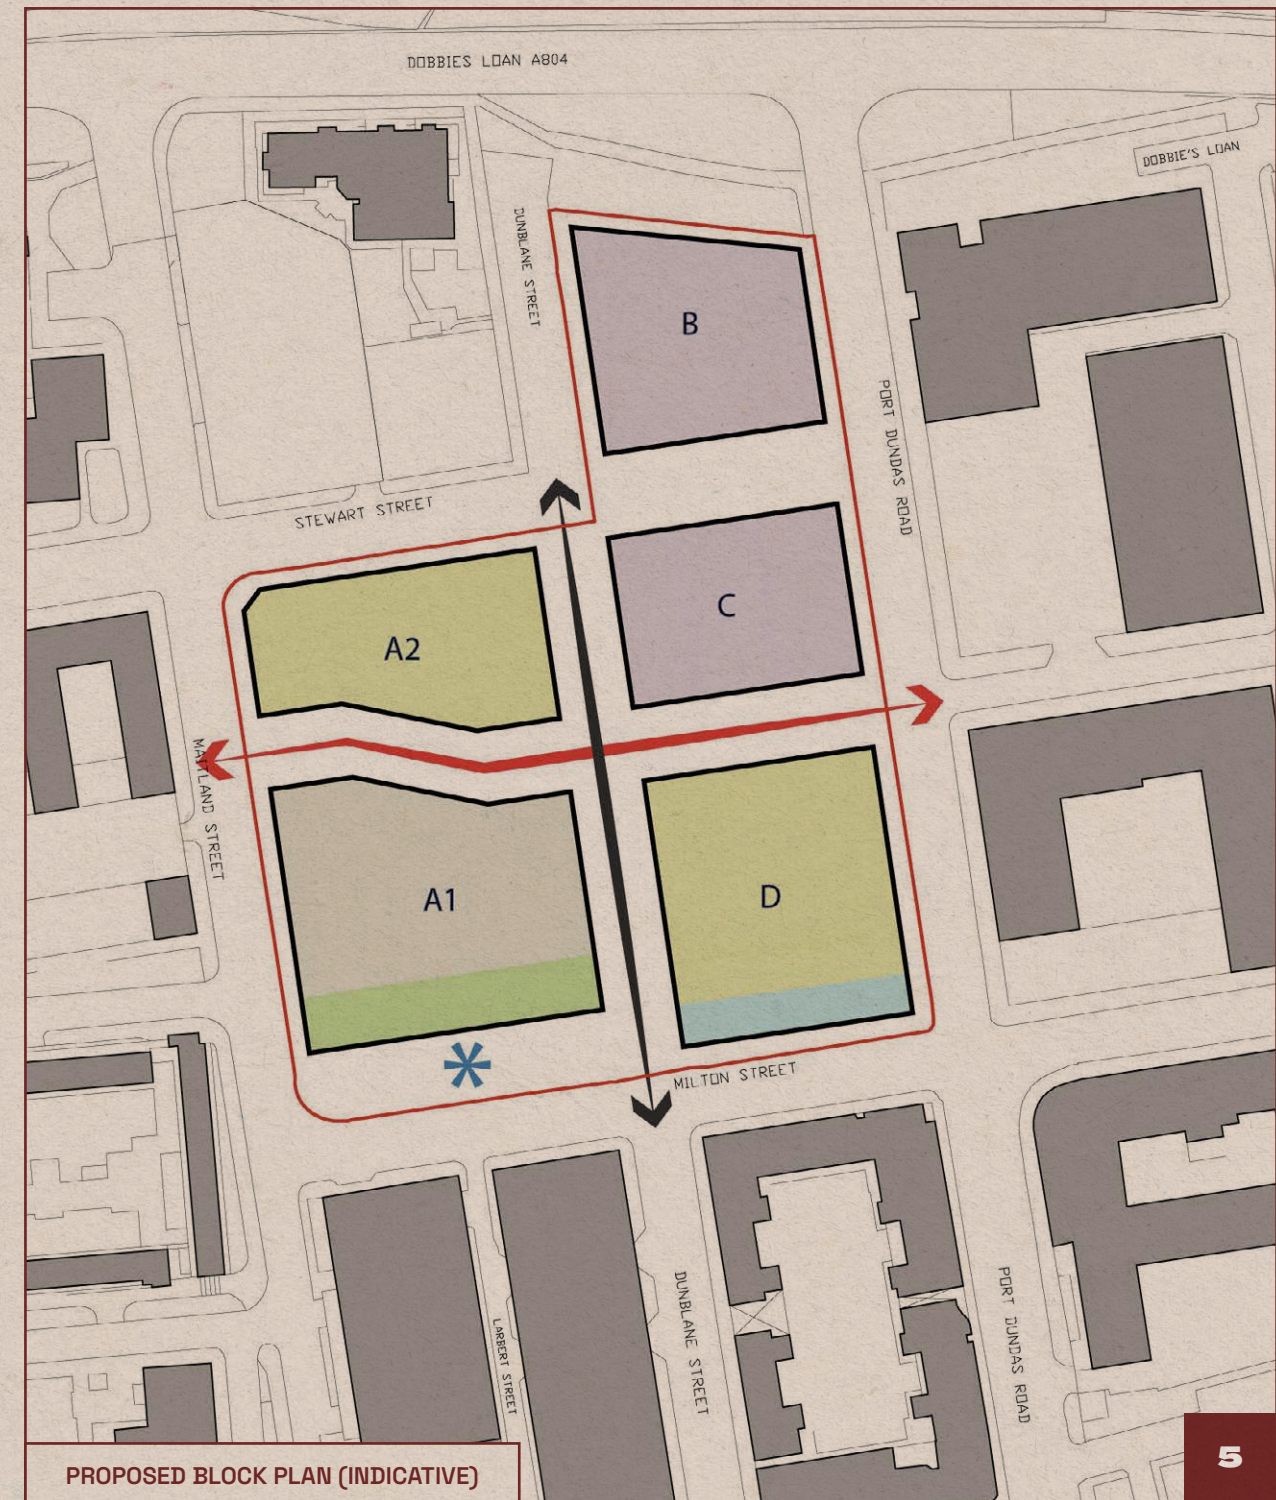 DOBBIES LOAN A804
DOBBIE'S LOAN
DUNBLANE STREET
B
PORT DUNDAS ROAD
STEWART STREET
C
A2
MAITLAND STREET
A1
D
MILTON STREET
LARBERT STREET
DUNBLANE STREET
PORT DUNDAS ROAD
PROPOSED BLOCK PLAN (INDICATIVE)
5